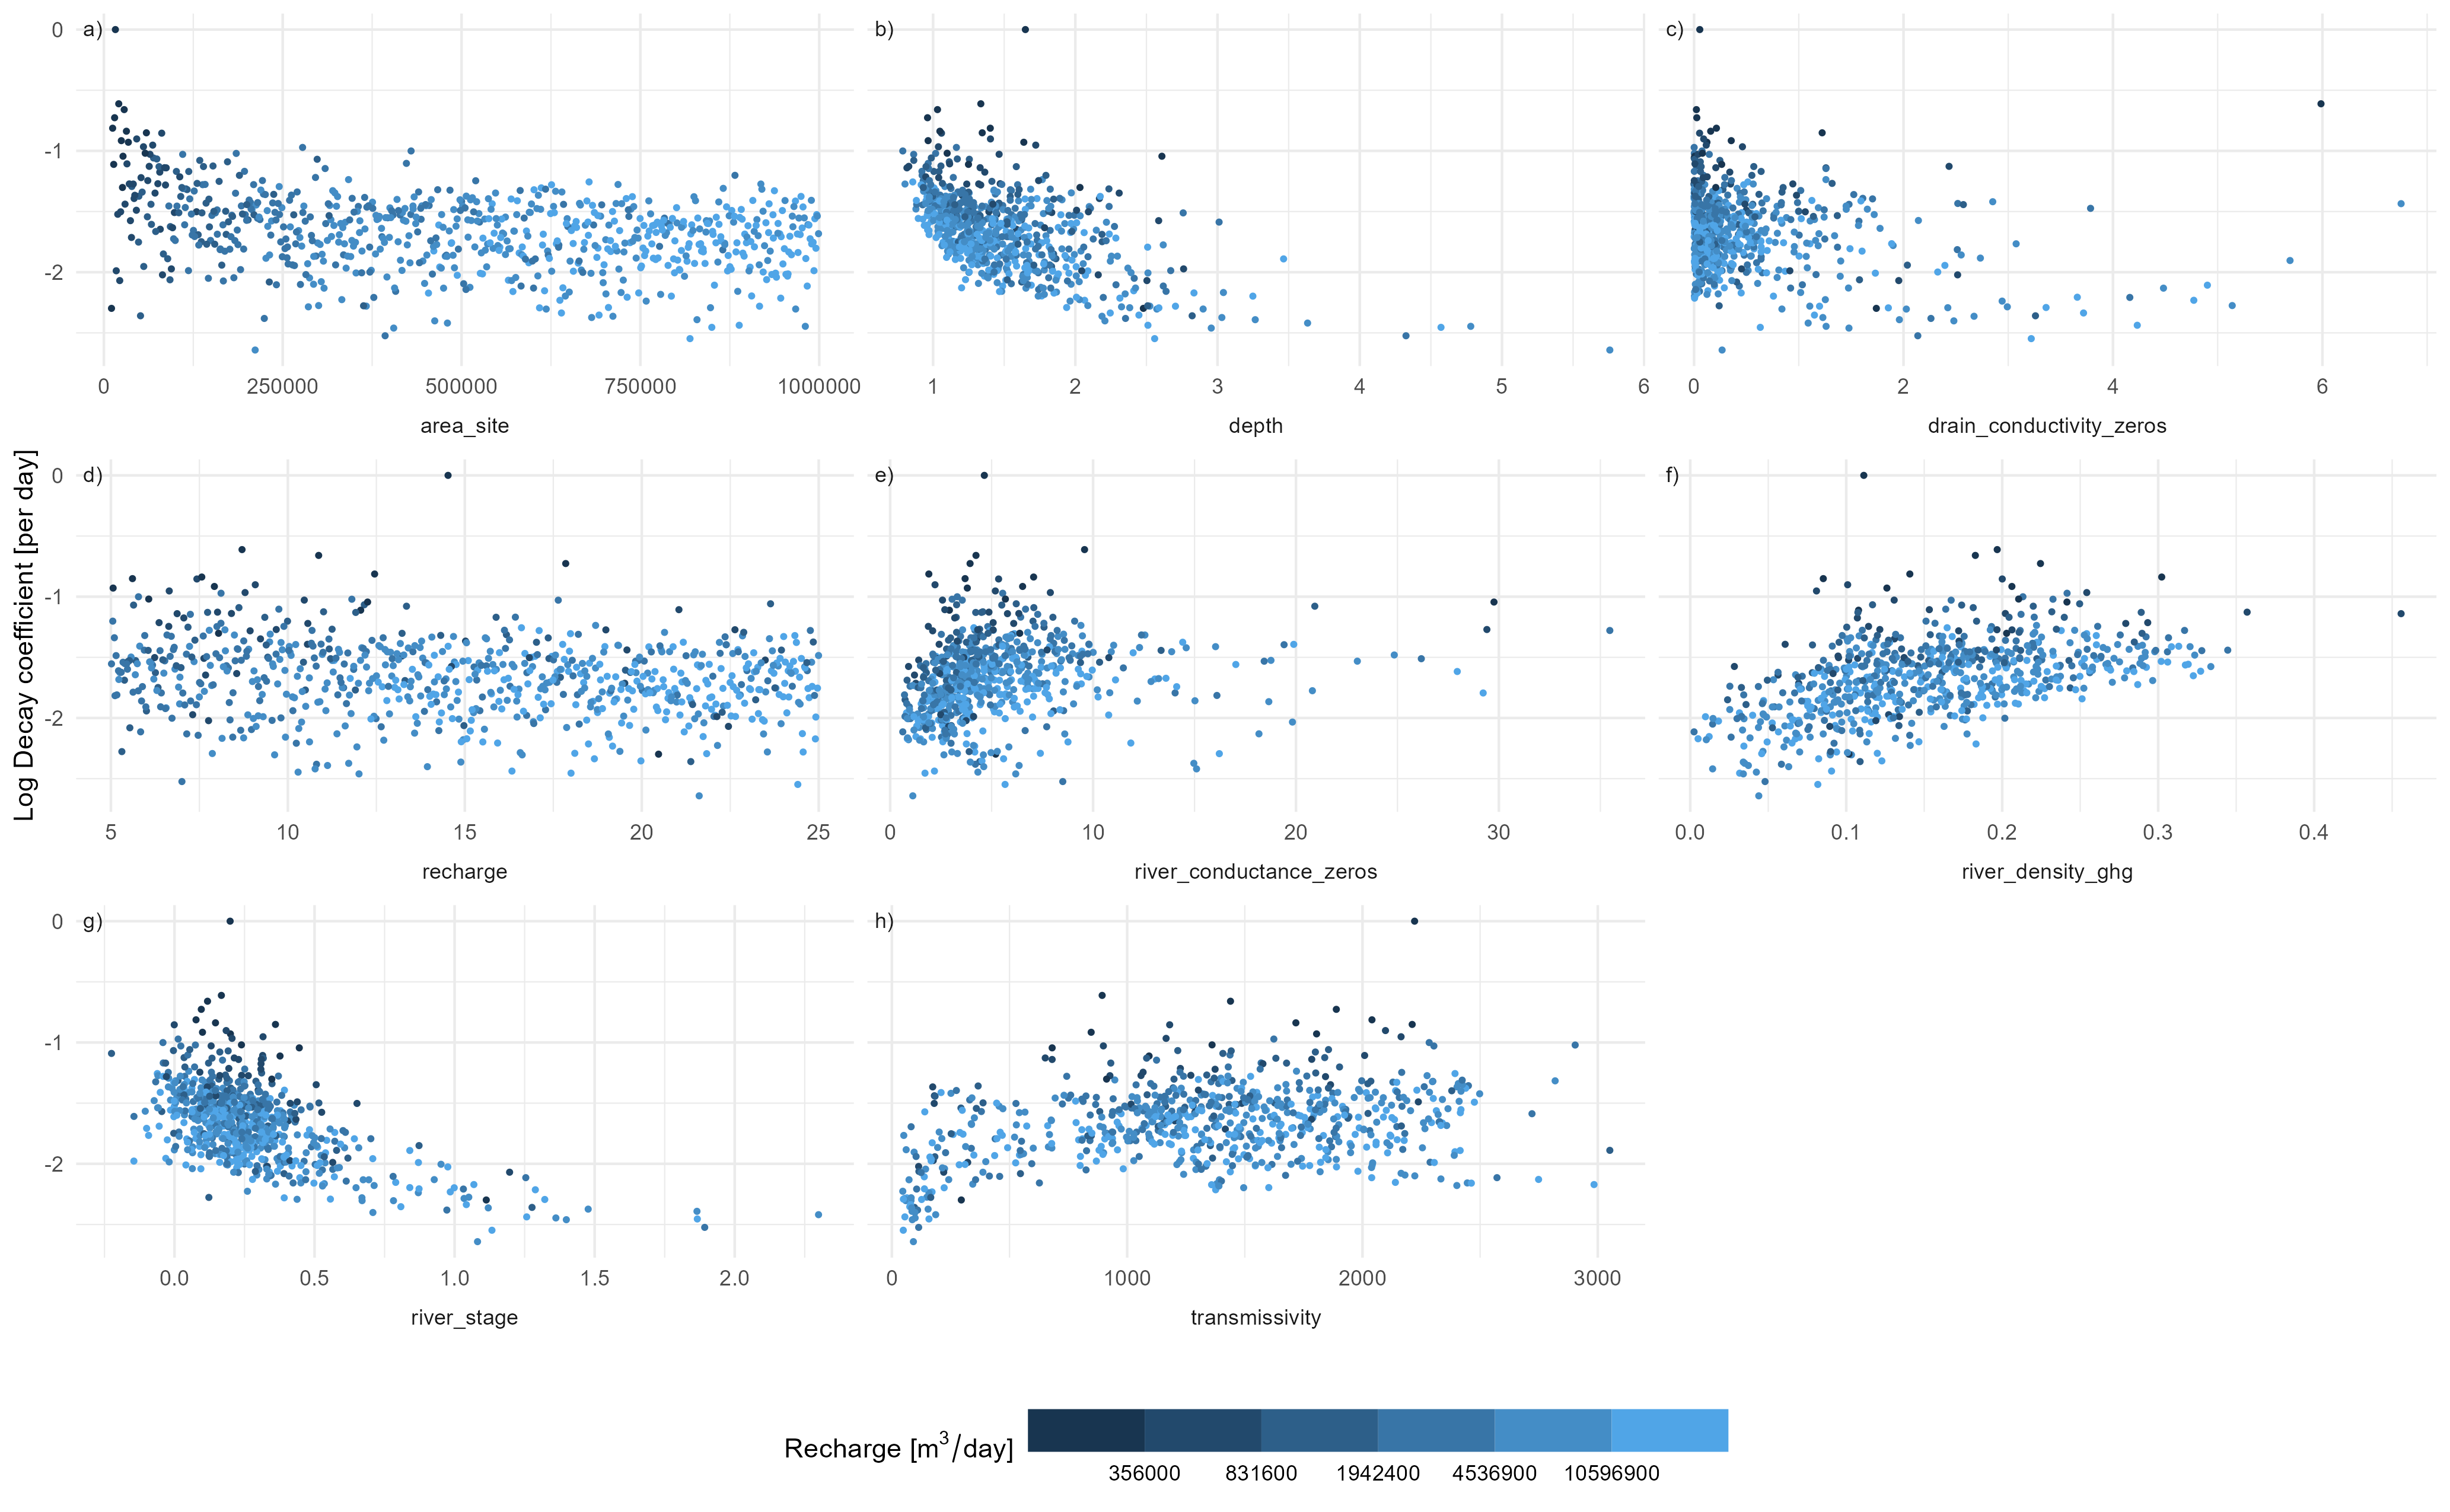 a) b) c)
0
-1
-2
0 250000 500000 750000 1000000 1 2 3 4 5 6 0 2 4 6
area_site depth drain_conductivity_zeros
Log Decay coefficient [per day]
d) e) f)
0
-1
-2
5 10 15 20 25 0 10 20 30 0.0 0.1 0.2 0.3 0.4
recharge river_conductance_zeros river_density_ghg
g) h)
0
-1
-2
0.0 0.5 1.0 1.5 2.0 0 1000 2000 3000
river_stage transmissivity
Recharge [m³/day]
356000 831600 1942400 4536900 10596900